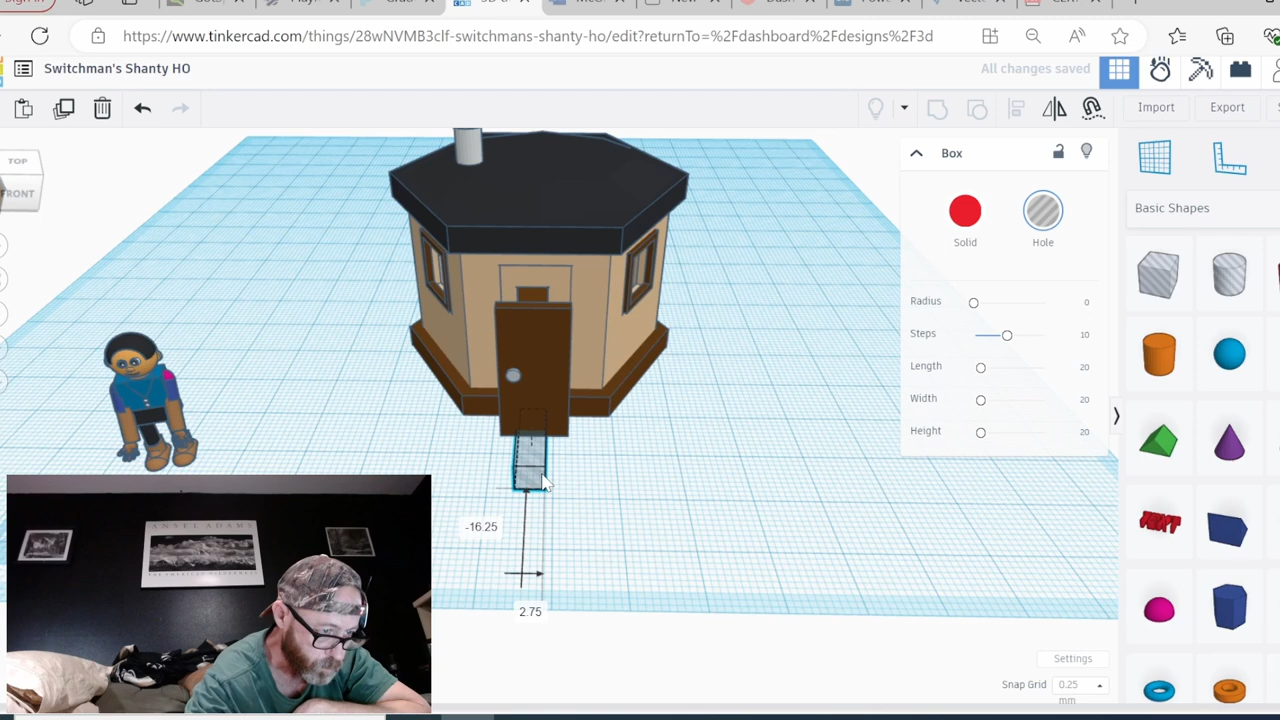 https://www.tinkercad.com/things/28wNVMB3clf-switchmans-shanty-ho/edit?returnTo=%2Fdashboard%2Fdesigns%2F3d
Switchman's Shanty HO
All changes saved
Import
Export
TOP
FRONT
Box
Solid
Hole
Radius
0
Steps
10
Length
20
Width
20
Height
20
Basic Shapes
TEXT
-16.25
2.75
ANSEL ADAMS
Settings
Snap Grid
0.25
mm